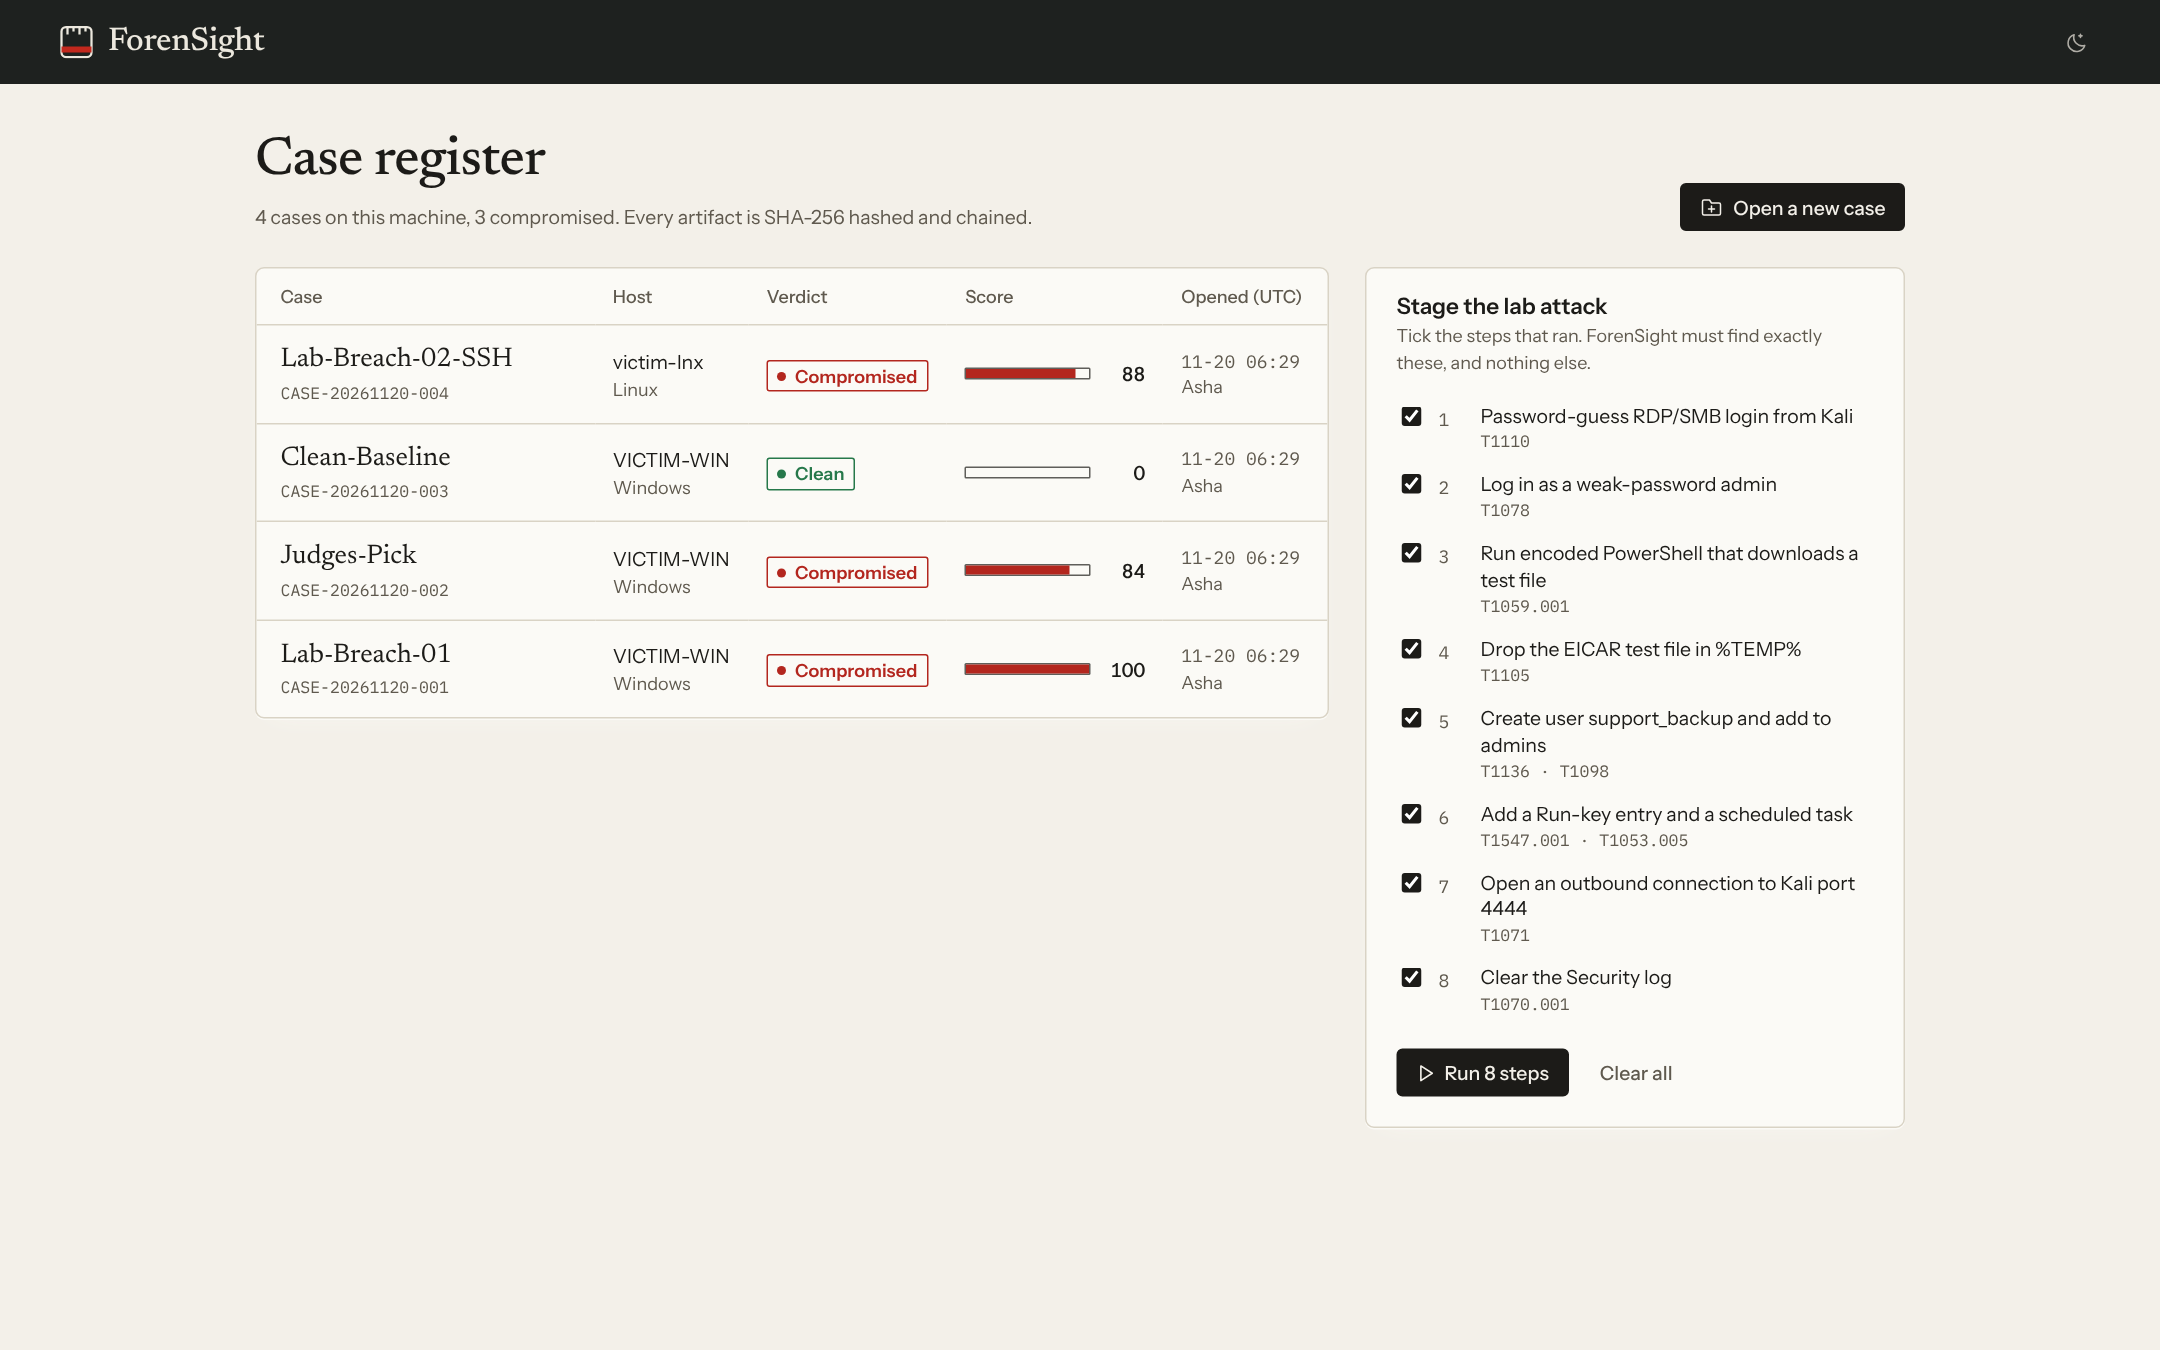 ForenSight
Case register
4 cases on this machine, 3 compromised. Every artifact is SHA-256 hashed and chained.
Open a new case
Case Host Verdict Score Opened (UTC)
Lab-Breach-02-SSH victim-lnx Compromised 88 11-20 06:29
CASE-20261120-004 Linux Asha
Clean-Baseline VICTIM-WIN Clean 0 11-20 06:29
CASE-20261120-003 Windows Asha
Judges-Pick VICTIM-WIN Compromised 84 11-20 06:29
CASE-20261120-002 Windows Asha
Lab-Breach-01 VICTIM-WIN Compromised 100 11-20 06:29
CASE-20261120-001 Windows Asha
Stage the lab attack
Tick the steps that ran. ForenSight must find exactly
these, and nothing else.
1 Password-guess RDP/SMB login from Kali
T1110
2 Log in as a weak-password admin
T1078
3 Run encoded PowerShell that downloads a
test file
T1059.001
4 Drop the EICAR test file in %TEMP%
T1105
5 Create user support_backup and add to
admins
T1136 · T1098
6 Add a Run-key entry and a scheduled task
T1547.001 · T1053.005
7 Open an outbound connection to Kali port
4444
T1071
8 Clear the Security log
T1070.001
Run 8 steps Clear all